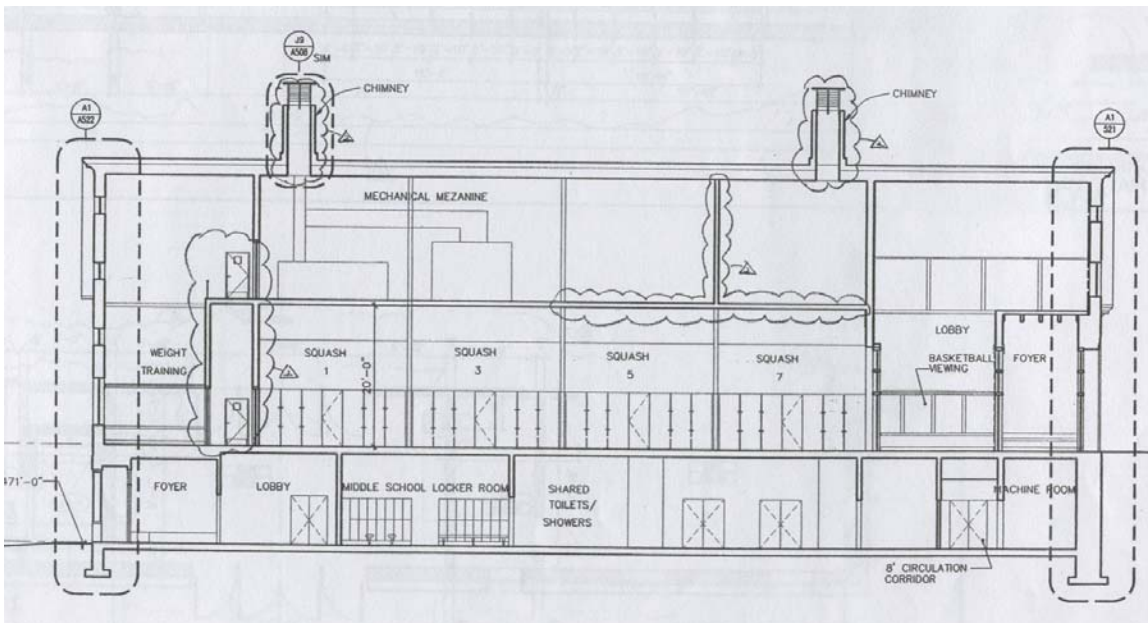 J9
A508
SIM
CHIMNEY
CHIMNEY
A1
A522
A1
521
MECHANICAL MEZANINE
WEIGHT
TRAINING
SQUASH
1
20'-0"
SQUASH
3
SQUASH
5
SQUASH
7
LOBBY
BASKETBALL
VIEWING
FOYER
471'-0"
FOYER
LOBBY
MIDDLE SCHOOL LOCKER ROOM
SHARED
TOILETS/
SHOWERS
MACHINE ROOM
8' CIRCULATION
CORRIDOR